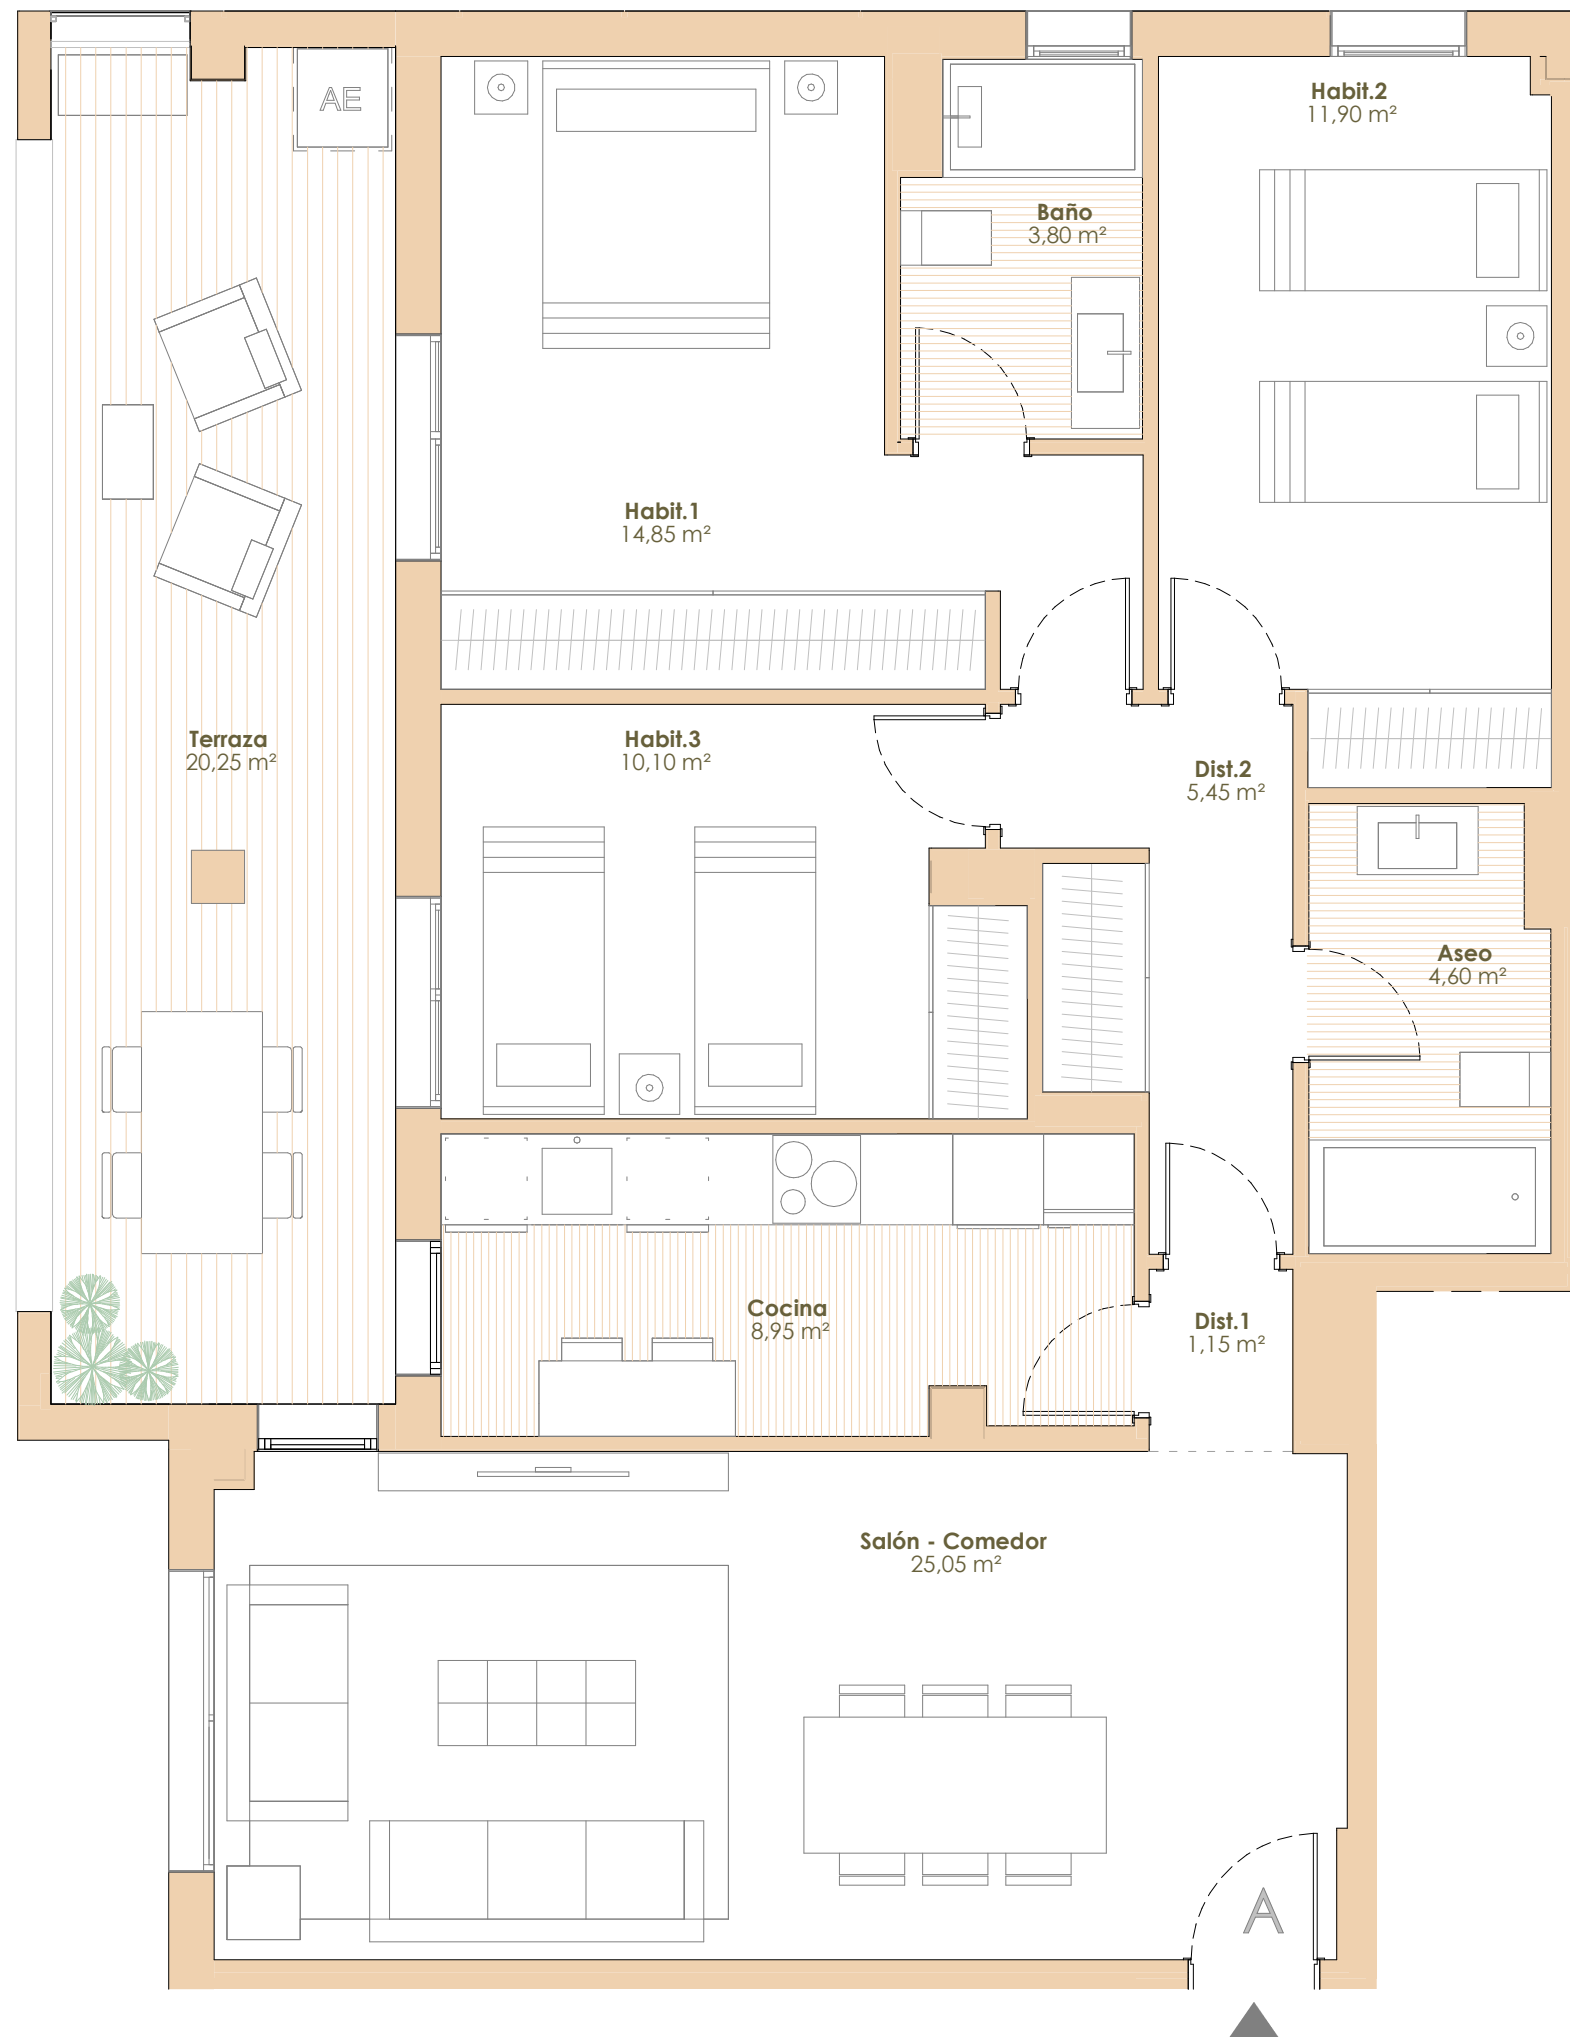 AE
Habit.2
11,90 m²
Baño
3,80 m²
Habit.1
14,85 m²
Terraza
20,25 m²
Habit.3
10,10 m²
Dist.2
5,45 m²
Aseo
4,60 m²
Cocina
8,95 m²
Dist.1
1,15 m²
Salón - Comedor
25,05 m²
A